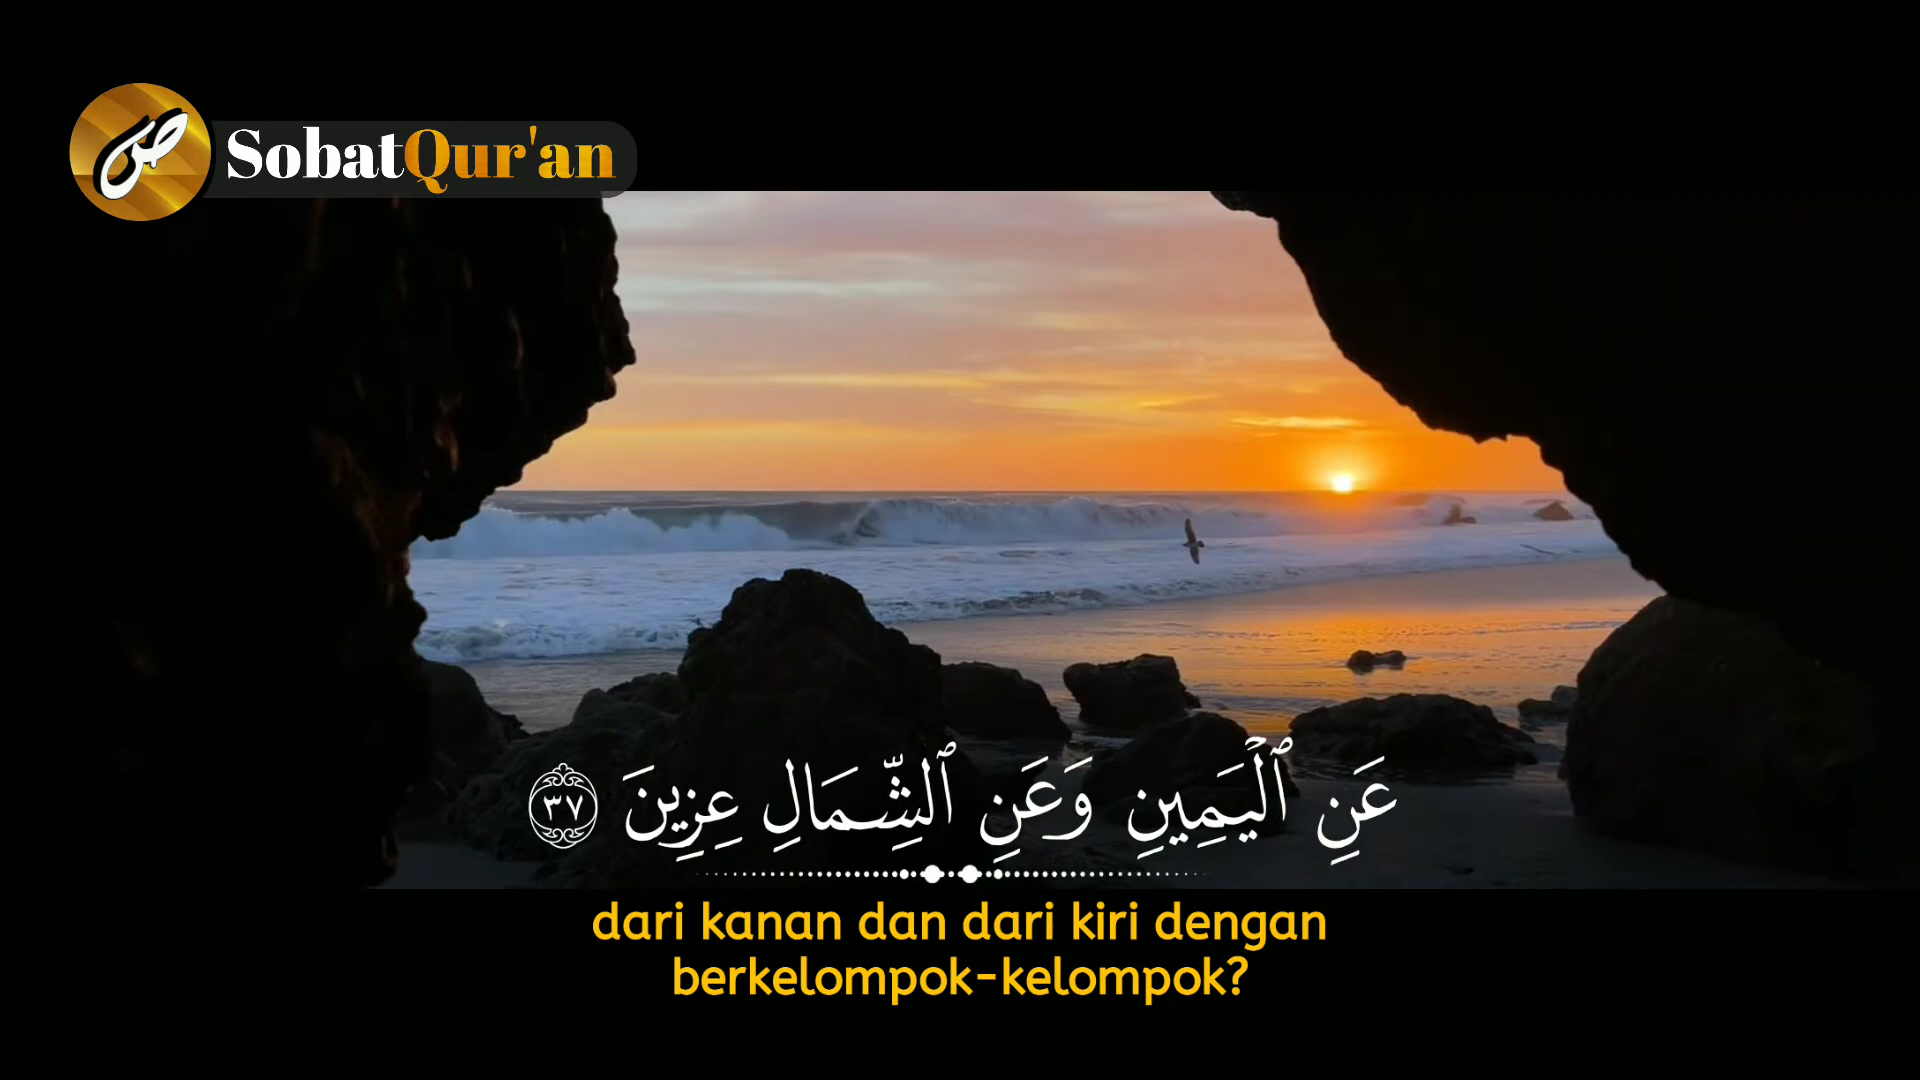 SobatQur'an
عَنِ ٱلْيَمِينِ وَعَنِ ٱلشِّمَالِ عِزِينَ ٣٧
dari kanan dan dari kiri dengan
berkelompok-kelompok?